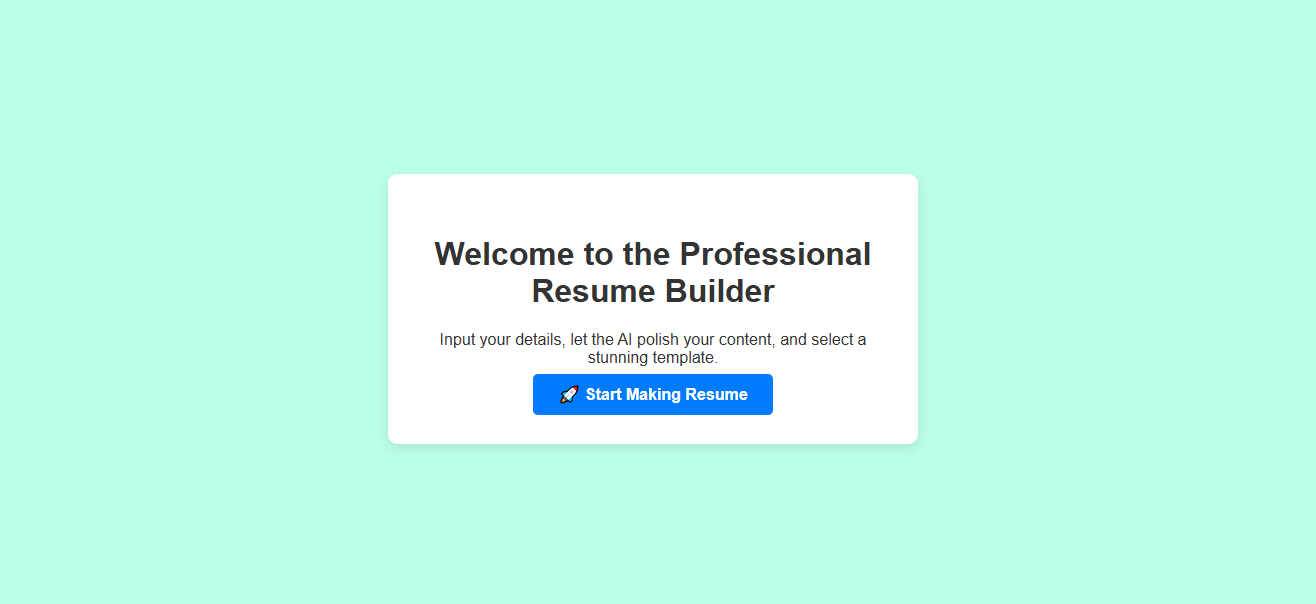 Welcome to the Professional
Resume Builder
Input your details, let the AI polish your content, and select a
stunning template.
🚀 Start Making Resume